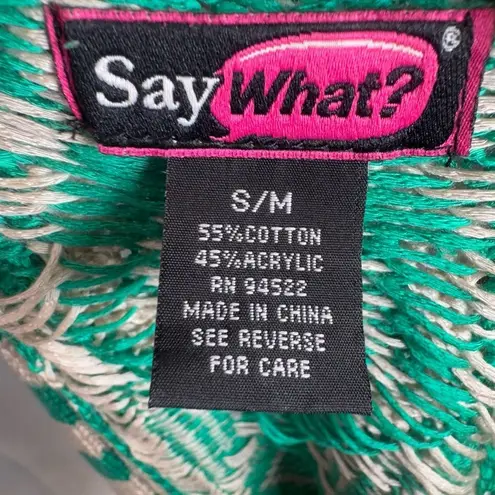 Say What? ®
S/M
55%COTTON
45%ACRYLIC
RN 94522
MADE IN CHINA
SEE REVERSE
FOR CARE